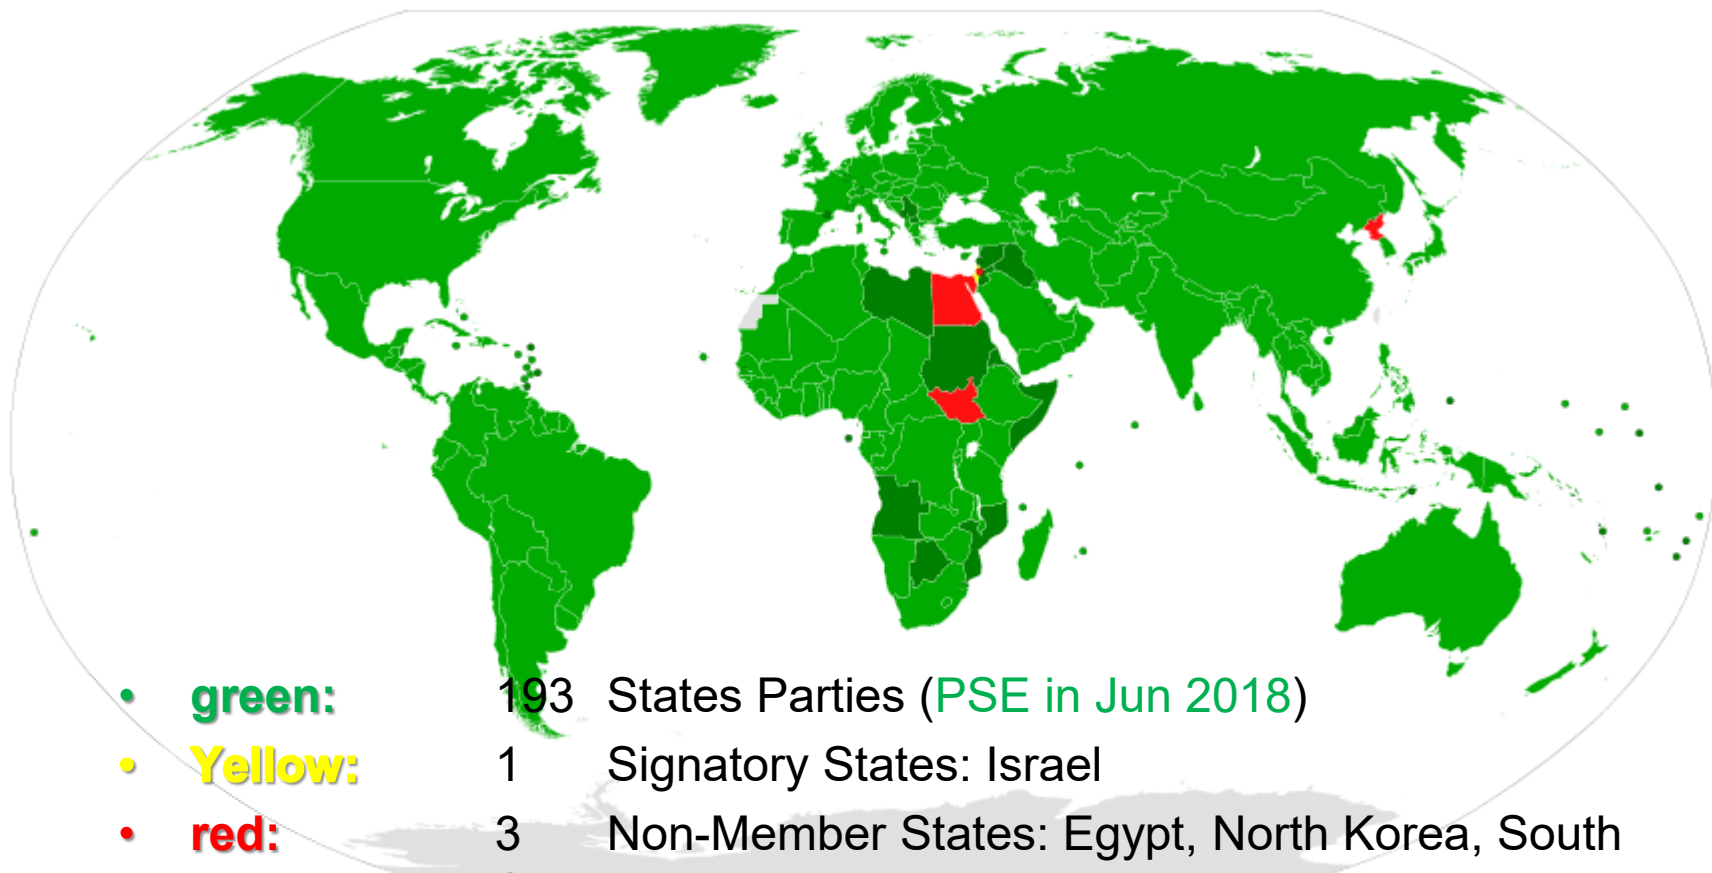 • green: 193 States Parties (PSE in Jun 2018)
• Yellow: 1 Signatory States: Israel
• red: 3 Non-Member States: Egypt, North Korea, South